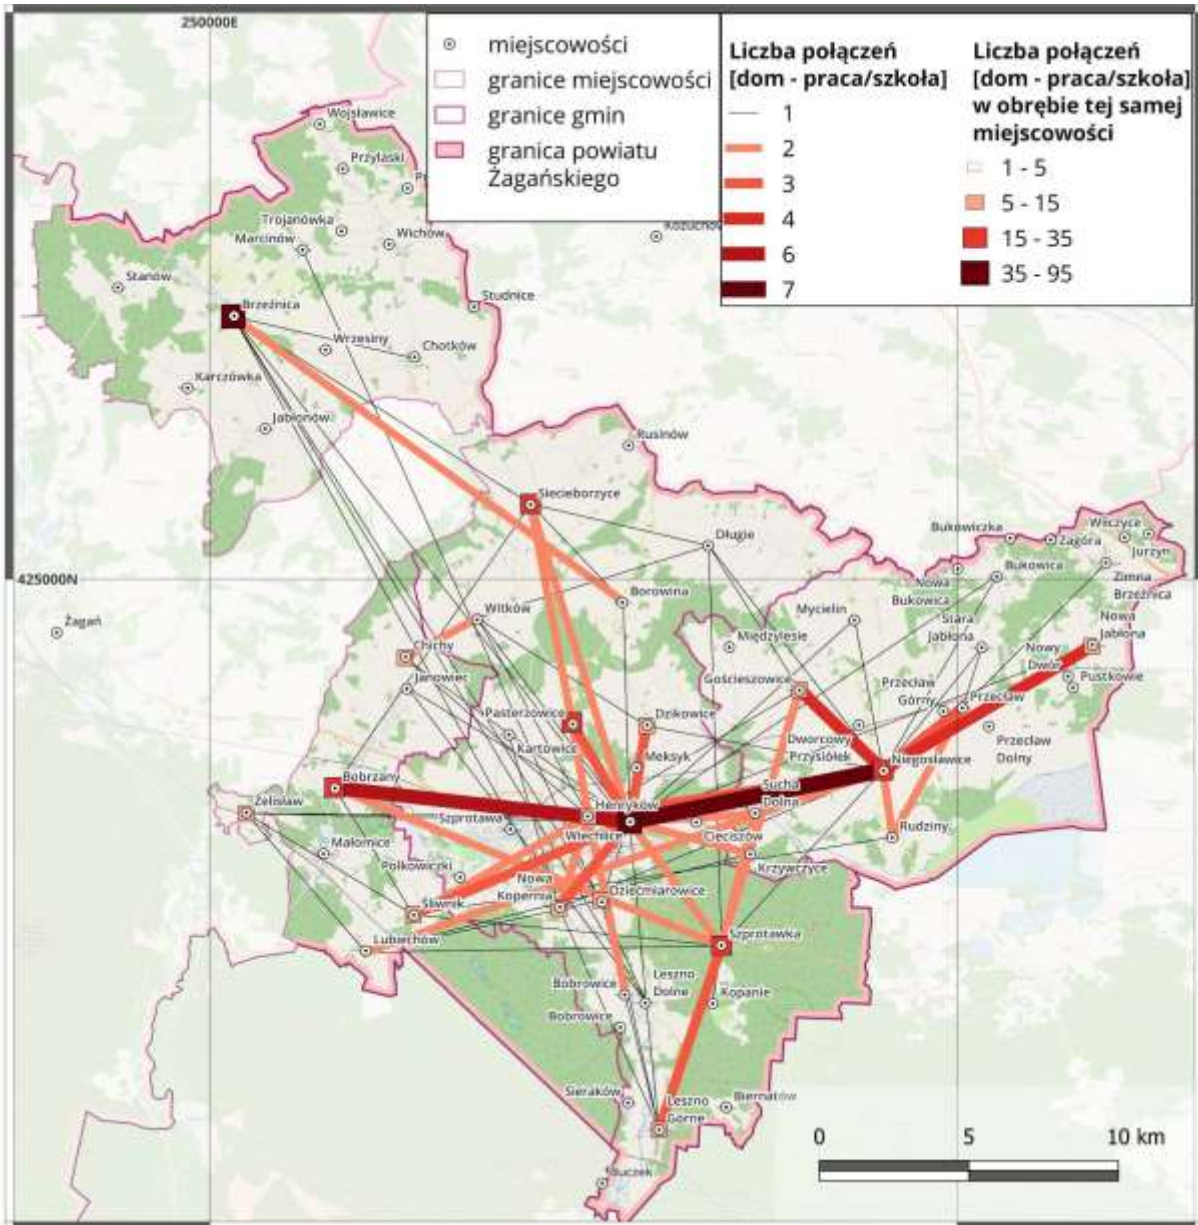 250000E
miejscowości
granice miejscowości
granice gmin
granica powiatu
Żagańskiego
Liczba połączeń
[dom - praca/szkoła]
1
2
3
4
6
7
Liczba połączeń
[dom - praca/szkoła]
w obrębie tej samej
miejscowości
1 - 5
5 - 15
15 - 35
35 - 95
Wojsławice
Przylaski
Trojanówka
Marcinów
Wichów
Stanów
Studnice
Brzeźnica
Wrzesiny
Chotków
Karczówka
Jabłonów
Rusinów
Siecieborzyce
Długie
Bukowiczka
Wilczyce
Zagóra
Jurzyn
425000N
Nowa
Bukowica
Bukowica
Zimna
Brzeźnica
Żagań
Witków
Borowina
Mycielin
Stara
Jabłona
Nowa
Jabłona
Międzylesie
Chichy
Janowiec
Gościeszowice
Nowy
Dwór
Pustkowie
Przecław
Górny
Przecław
Pasterzowice
Dzikowice
Kartowice
Meksyk
Dworcowy
Przysiółek
Niegosławice
Przecław
Dolny
Bobrzany
Żelisław
Henryków
Sucha
Dolna
Szprotawa
Wiechlice
Cieciszów
Rudziny
Małomice
Polkowiczki
Nowa
Kopernia
Krzywczyce
Dziećmiarowice
Śliwnik
Lubiechów
Szprotawka
Bobrowice
Leszno
Dolne
Kopanie
Bobrowice
Sieraków
Leszno
Górne
Biernatów
Buczek
0
5
10 km